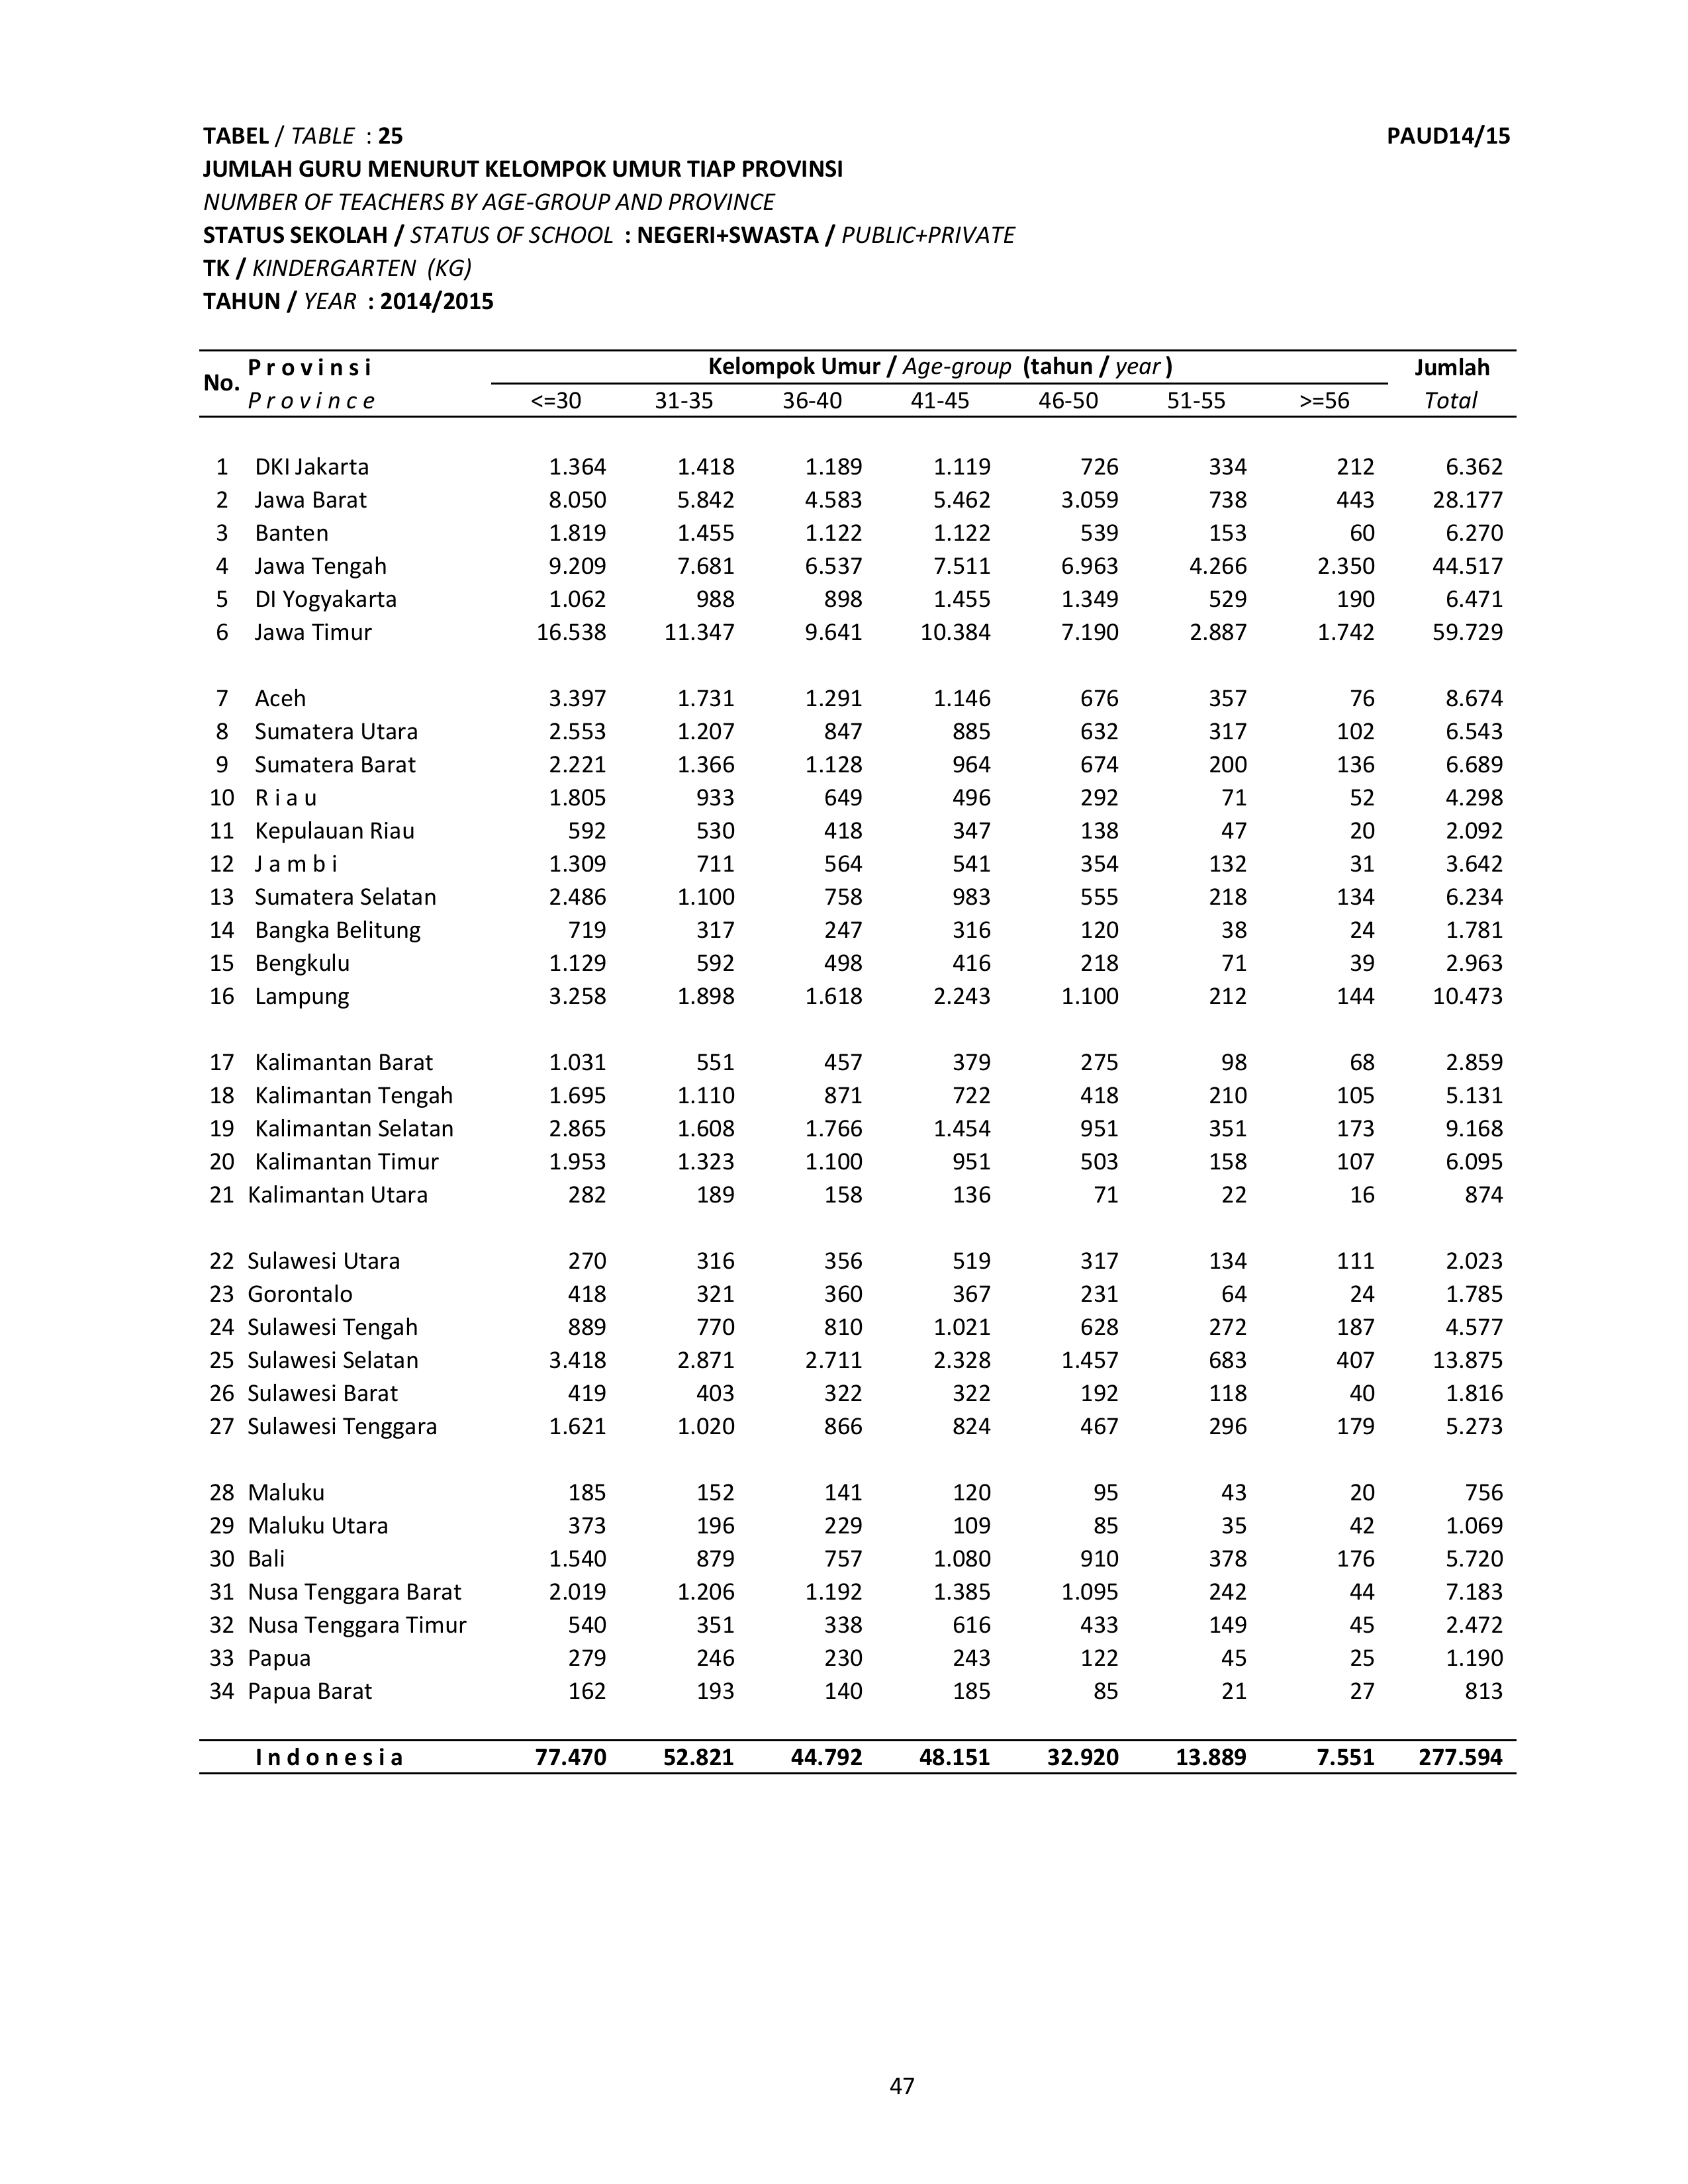 TABEL / TABLE : 25 PAUD14/15
JUMLAH GURU MENURUT KELOMPOK UMUR TIAP PROVINSI
NUMBER OF TEACHERS BY AGE-GROUP AND PROVINCE
STATUS SEKOLAH / STATUS OF SCHOOL : NEGERI+SWASTA / PUBLIC+PRIVATE
TK / KINDERGARTEN (KG)
TAHUN / YEAR : 2014/2015
No. P r o v i n s i Kelompok Umur / Age-group (tahun / year ) Jumlah
P r o v i n c e <=30 31-35 36-40 41-45 46-50 51-55 >=56 Total
1 DKI Jakarta 1.364 1.418 1.189 1.119 726 334 212 6.362
2 Jawa Barat 8.050 5.842 4.583 5.462 3.059 738 443 28.177
3 Banten 1.819 1.455 1.122 1.122 539 153 60 6.270
4 Jawa Tengah 9.209 7.681 6.537 7.511 6.963 4.266 2.350 44.517
5 DI Yogyakarta 1.062 988 898 1.455 1.349 529 190 6.471
6 Jawa Timur 16.538 11.347 9.641 10.384 7.190 2.887 1.742 59.729
7 Aceh 3.397 1.731 1.291 1.146 676 357 76 8.674
8 Sumatera Utara 2.553 1.207 847 885 632 317 102 6.543
9 Sumatera Barat 2.221 1.366 1.128 964 674 200 136 6.689
10 R i a u 1.805 933 649 496 292 71 52 4.298
11 Kepulauan Riau 592 530 418 347 138 47 20 2.092
12 J a m b i 1.309 711 564 541 354 132 31 3.642
13 Sumatera Selatan 2.486 1.100 758 983 555 218 134 6.234
14 Bangka Belitung 719 317 247 316 120 38 24 1.781
15 Bengkulu 1.129 592 498 416 218 71 39 2.963
16 Lampung 3.258 1.898 1.618 2.243 1.100 212 144 10.473
17 Kalimantan Barat 1.031 551 457 379 275 98 68 2.859
18 Kalimantan Tengah 1.695 1.110 871 722 418 210 105 5.131
19 Kalimantan Selatan 2.865 1.608 1.766 1.454 951 351 173 9.168
20 Kalimantan Timur 1.953 1.323 1.100 951 503 158 107 6.095
21 Kalimantan Utara 282 189 158 136 71 22 16 874
22 Sulawesi Utara 270 316 356 519 317 134 111 2.023
23 Gorontalo 418 321 360 367 231 64 24 1.785
24 Sulawesi Tengah 889 770 810 1.021 628 272 187 4.577
25 Sulawesi Selatan 3.418 2.871 2.711 2.328 1.457 683 407 13.875
26 Sulawesi Barat 419 403 322 322 192 118 40 1.816
27 Sulawesi Tenggara 1.621 1.020 866 824 467 296 179 5.273
28 Maluku 185 152 141 120 95 43 20 756
29 Maluku Utara 373 196 229 109 85 35 42 1.069
30 Bali 1.540 879 757 1.080 910 378 176 5.720
31 Nusa Tenggara Barat 2.019 1.206 1.192 1.385 1.095 242 44 7.183
32 Nusa Tenggara Timur 540 351 338 616 433 149 45 2.472
33 Papua 279 246 230 243 122 45 25 1.190
34 Papua Barat 162 193 140 185 85 21 27 813
I n d o n e s i a 77.470 52.821 44.792 48.151 32.920 13.889 7.551 277.594
47